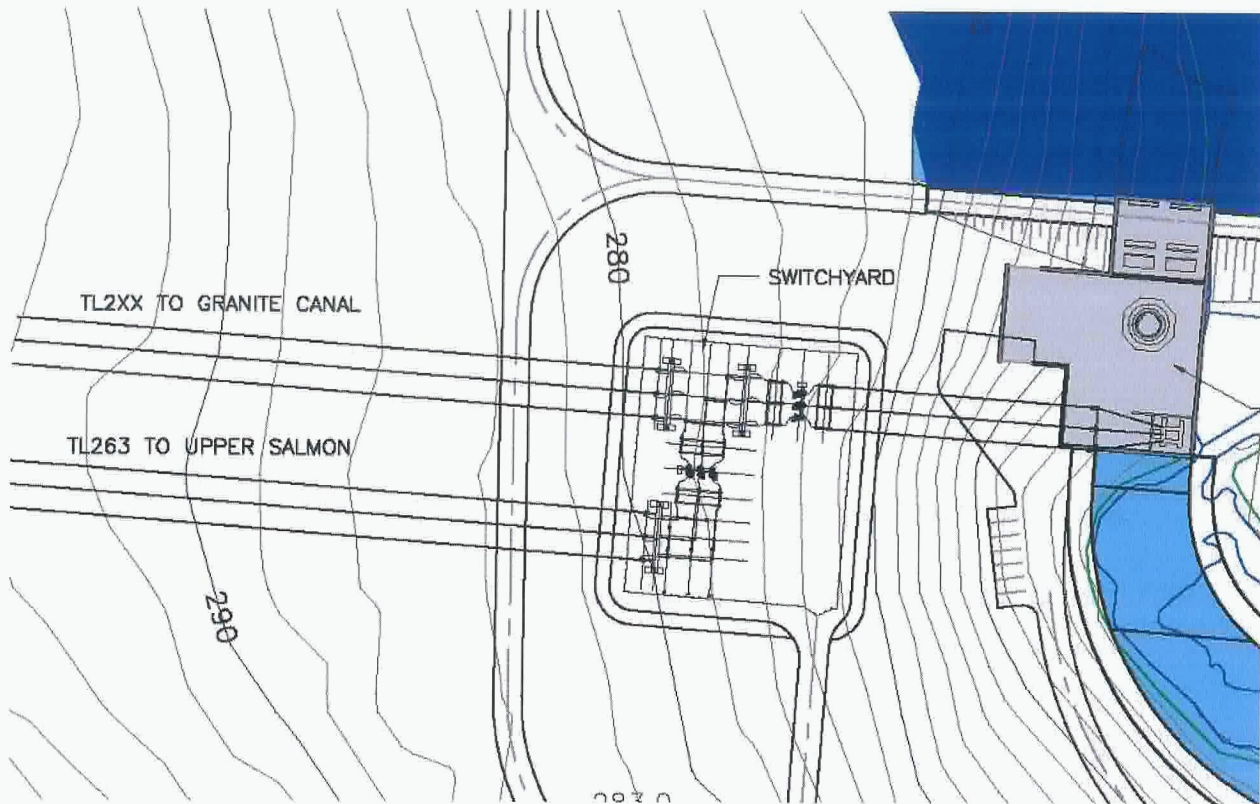 280
SWITCHYARD
TL2XX TO GRANITE CANAL
TL263 TO UPPER SALMON
290